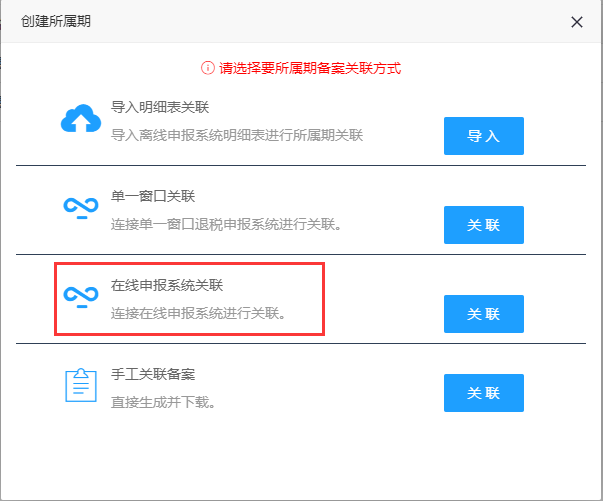 创建所属期
请选择要所属期备案关联方式
导入明细表关联
导入离线申报系统明细表进行所属期关联
导入
单一窗口关联
连接单一窗口退税申报系统进行关联。
关联
在线申报系统关联
连接在线申报系统进行关联。
关联
手工关联备案
直接生成并下载。
关联